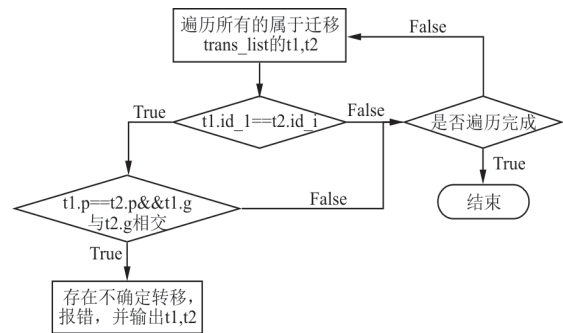 遍历所有的属于迁移
trans_list的t1,t2
False
True
t1.id_1==t2.id_i
False
是否遍历完成
True
t1.p==t2.p&&t1.g
与t2.g相交
False
结束
True
存在不确定转移，
报错，并输出t1,t2